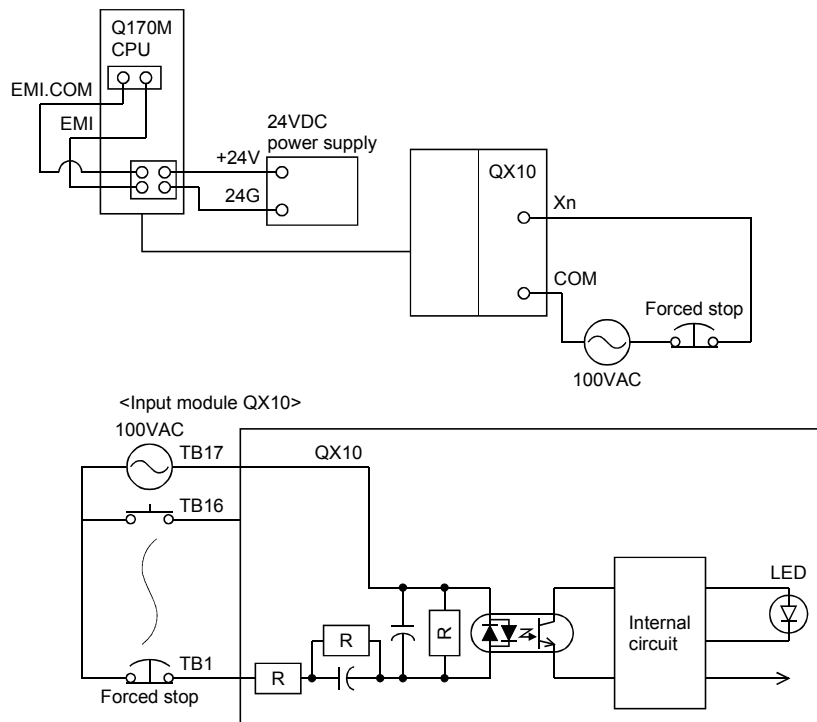 Q170M
CPU
EMI.COM
EMI
24VDC
power supply
+24V
24G
QX10
Xn
COM
Forced stop
100VAC
<Input module QX10>
100VAC
TB17
QX10
TB16
LED
Internal
circuit
R
R
TB1
R
Forced stop